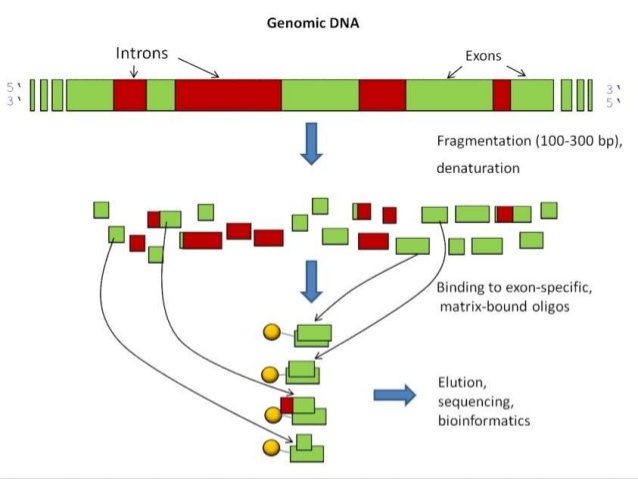 Genomic DNA
Introns
Exons
5‵ 3‵
3‵ 5‵
Fragmentation (100-300 bp),
denaturation
Binding to exon-specific,
matrix-bound oligos
Elution,
sequencing,
bioinformatics